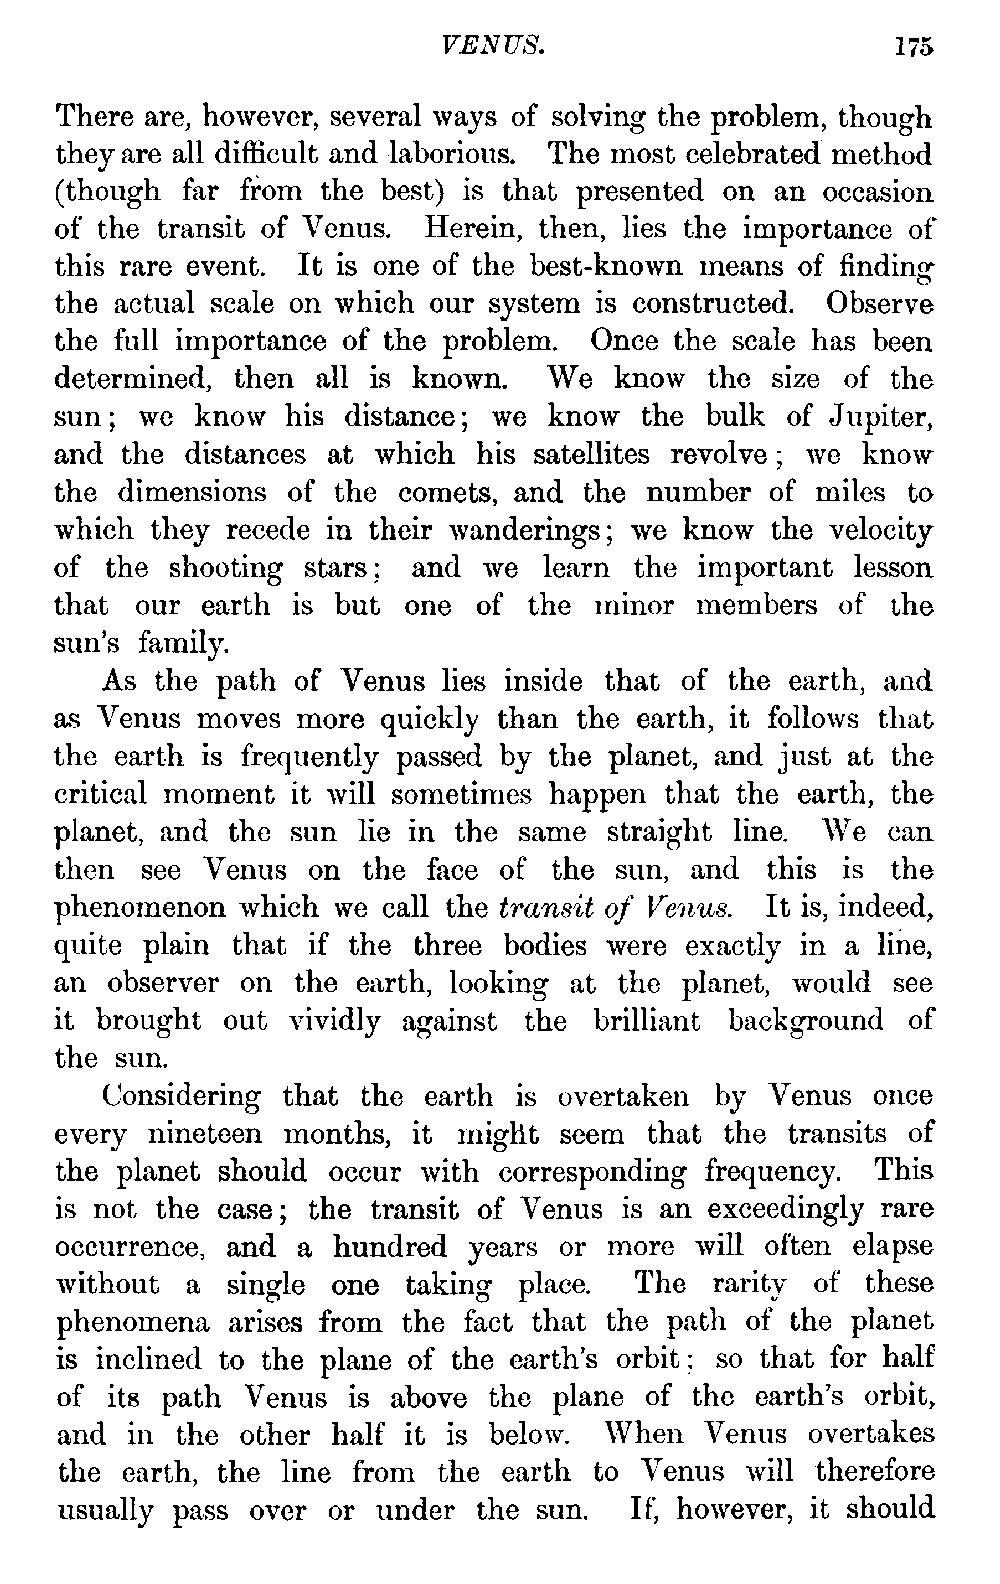 VENUS. 175
There are, however, several ways of solving the problem, though
they are all difficult and laborious. The most celebrated method
(though far from the best) is that presented on an occasion
of the transit of Venus. Herein, then, lies the importance of
this rare event. It is one of the best-known means of finding
the actual scale on which our system is constructed. Observe
the full importance of the problem. Once the scale has been
determined, then all is known. We know the size of the
sun; we know his distance; we know the bulk of Jupiter,
and the distances at which his satellites revolve; we know
the dimensions of the comets, and the number of miles to
which they recede in their wanderings; we know the velocity
of the shooting stars; and we learn the important lesson
that our earth is but one of the minor members of the
sun's family.
As the path of Venus lies inside that of the earth, and
as Venus moves more quickly than the earth, it follows that
the earth is frequently passed by the planet, and just at the
critical moment it will sometimes happen that the earth, the
planet, and the sun lie in the same straight line. We can
then see Venus on the face of the sun, and this is the
phenomenon which we call the transit of Venus. It is, indeed,
quite plain that if the three bodies were exactly in a line,
an observer on the earth, looking at the planet, would see
it brought out vividly against the brilliant background of
the sun.
Considering that the earth is overtaken by Venus once
every nineteen months, it might seem that the transits of
the planet should occur with corresponding frequency. This
is not the case; the transit of Venus is an exceedingly rare
occurrence, and a hundred years or more will often elapse
without a single one taking place. The rarity of these
phenomena arises from the fact that the path of the planet
is inclined to the plane of the earth's orbit; so that for half
of its path Venus is above the plane of the earth's orbit,
and in the other half it is below. When Venus overtakes
the earth, the line from the earth to Venus will therefore
usually pass over or under the sun. If, however, it should